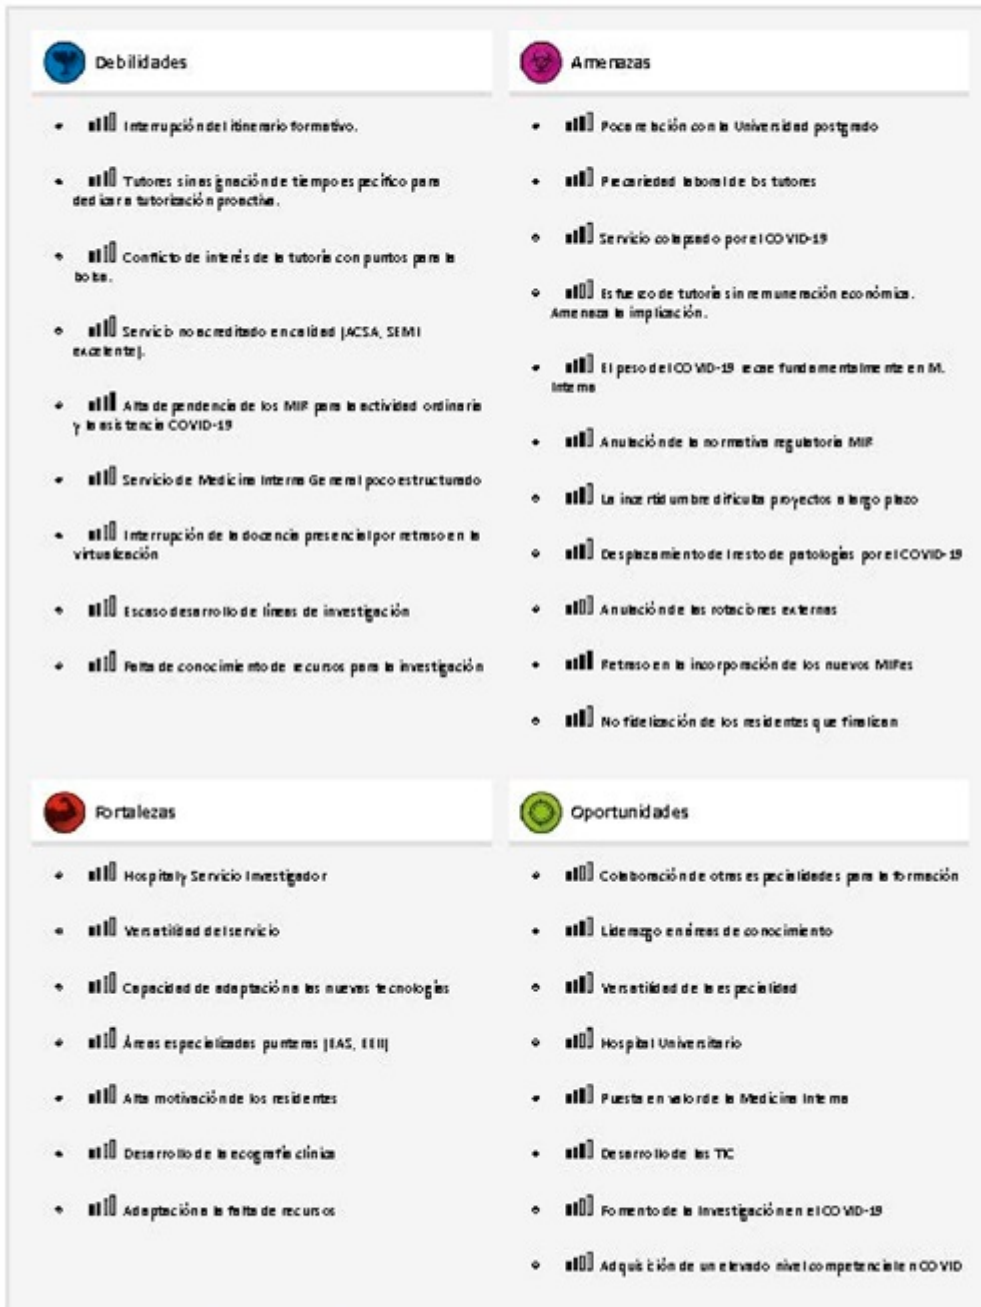 Debilidades
Interrupción del itinerario formativo.
Tutores sin asignación de tiempo específico para
dedicar a tutorización proactiva.
Conflicto de interés de la tutoría con puntos para la
bolsa.
Servicio no acreditado en calidad (ACSA, SEMI
excelente).
Alta dependencia de los MIR para la actividad ordinaria
y la asistencia COVID-19
Servicio de Medicina Interna General poco estructurado
Interrupción de la docencia presencial por retraso en la
virtualización
Escaso desarrollo de líneas de investigación
Falta de conocimiento de recursos para la investigación
Amenazas
Poca relación con la Universidad postgrado
Precariedad laboral de los tutores
Servicio colapsado por el COVID-19
Esfuerzo de tutoría sin remuneración económica.
Amenaza la implicación.
El peso del COVID-19 recae fundamentalmente en M.
Interna
Anulación de la normativa regulatoria MIR
La incertidumbre dificulta proyectos a largo plazo
Desplazamiento del resto de patologías por el COVID-19
Anulación de las rotaciones externas
Retraso en la incorporación de los nuevos MIRes
No fidelización de los residentes que finalizan
Fortalezas
Hospital y Servicio Investigador
Versatilidad del servicio
Capacidad de adaptación a las nuevas tecnologías
Áreas especializadas punteras (EAS, EEII)
Alta motivación de los residentes
Desarrollo de la ecografía clínica
Adaptación a la falta de recursos
Oportunidades
Colaboración de otras especialidades para la formación
Liderazgo en áreas de conocimiento
Versatilidad de la especialidad
Hospital Universitario
Puesta en valor de la Medicina Interna
Desarrollo de las TIC
Fomento de la Investigación en el COVID-19
Adquisición de un elevado nivel competencial en COVID